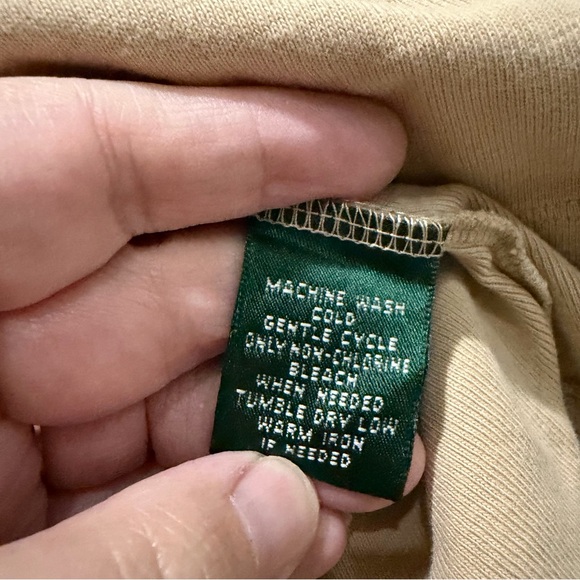 MACHINE WASH
COLD
GENTLE CYCLE
ONLY NON-CHLORINE
BLEACH
WHEN NEEDED
TUMBLE DRY LOW
WARM IRON
IF NEEDED